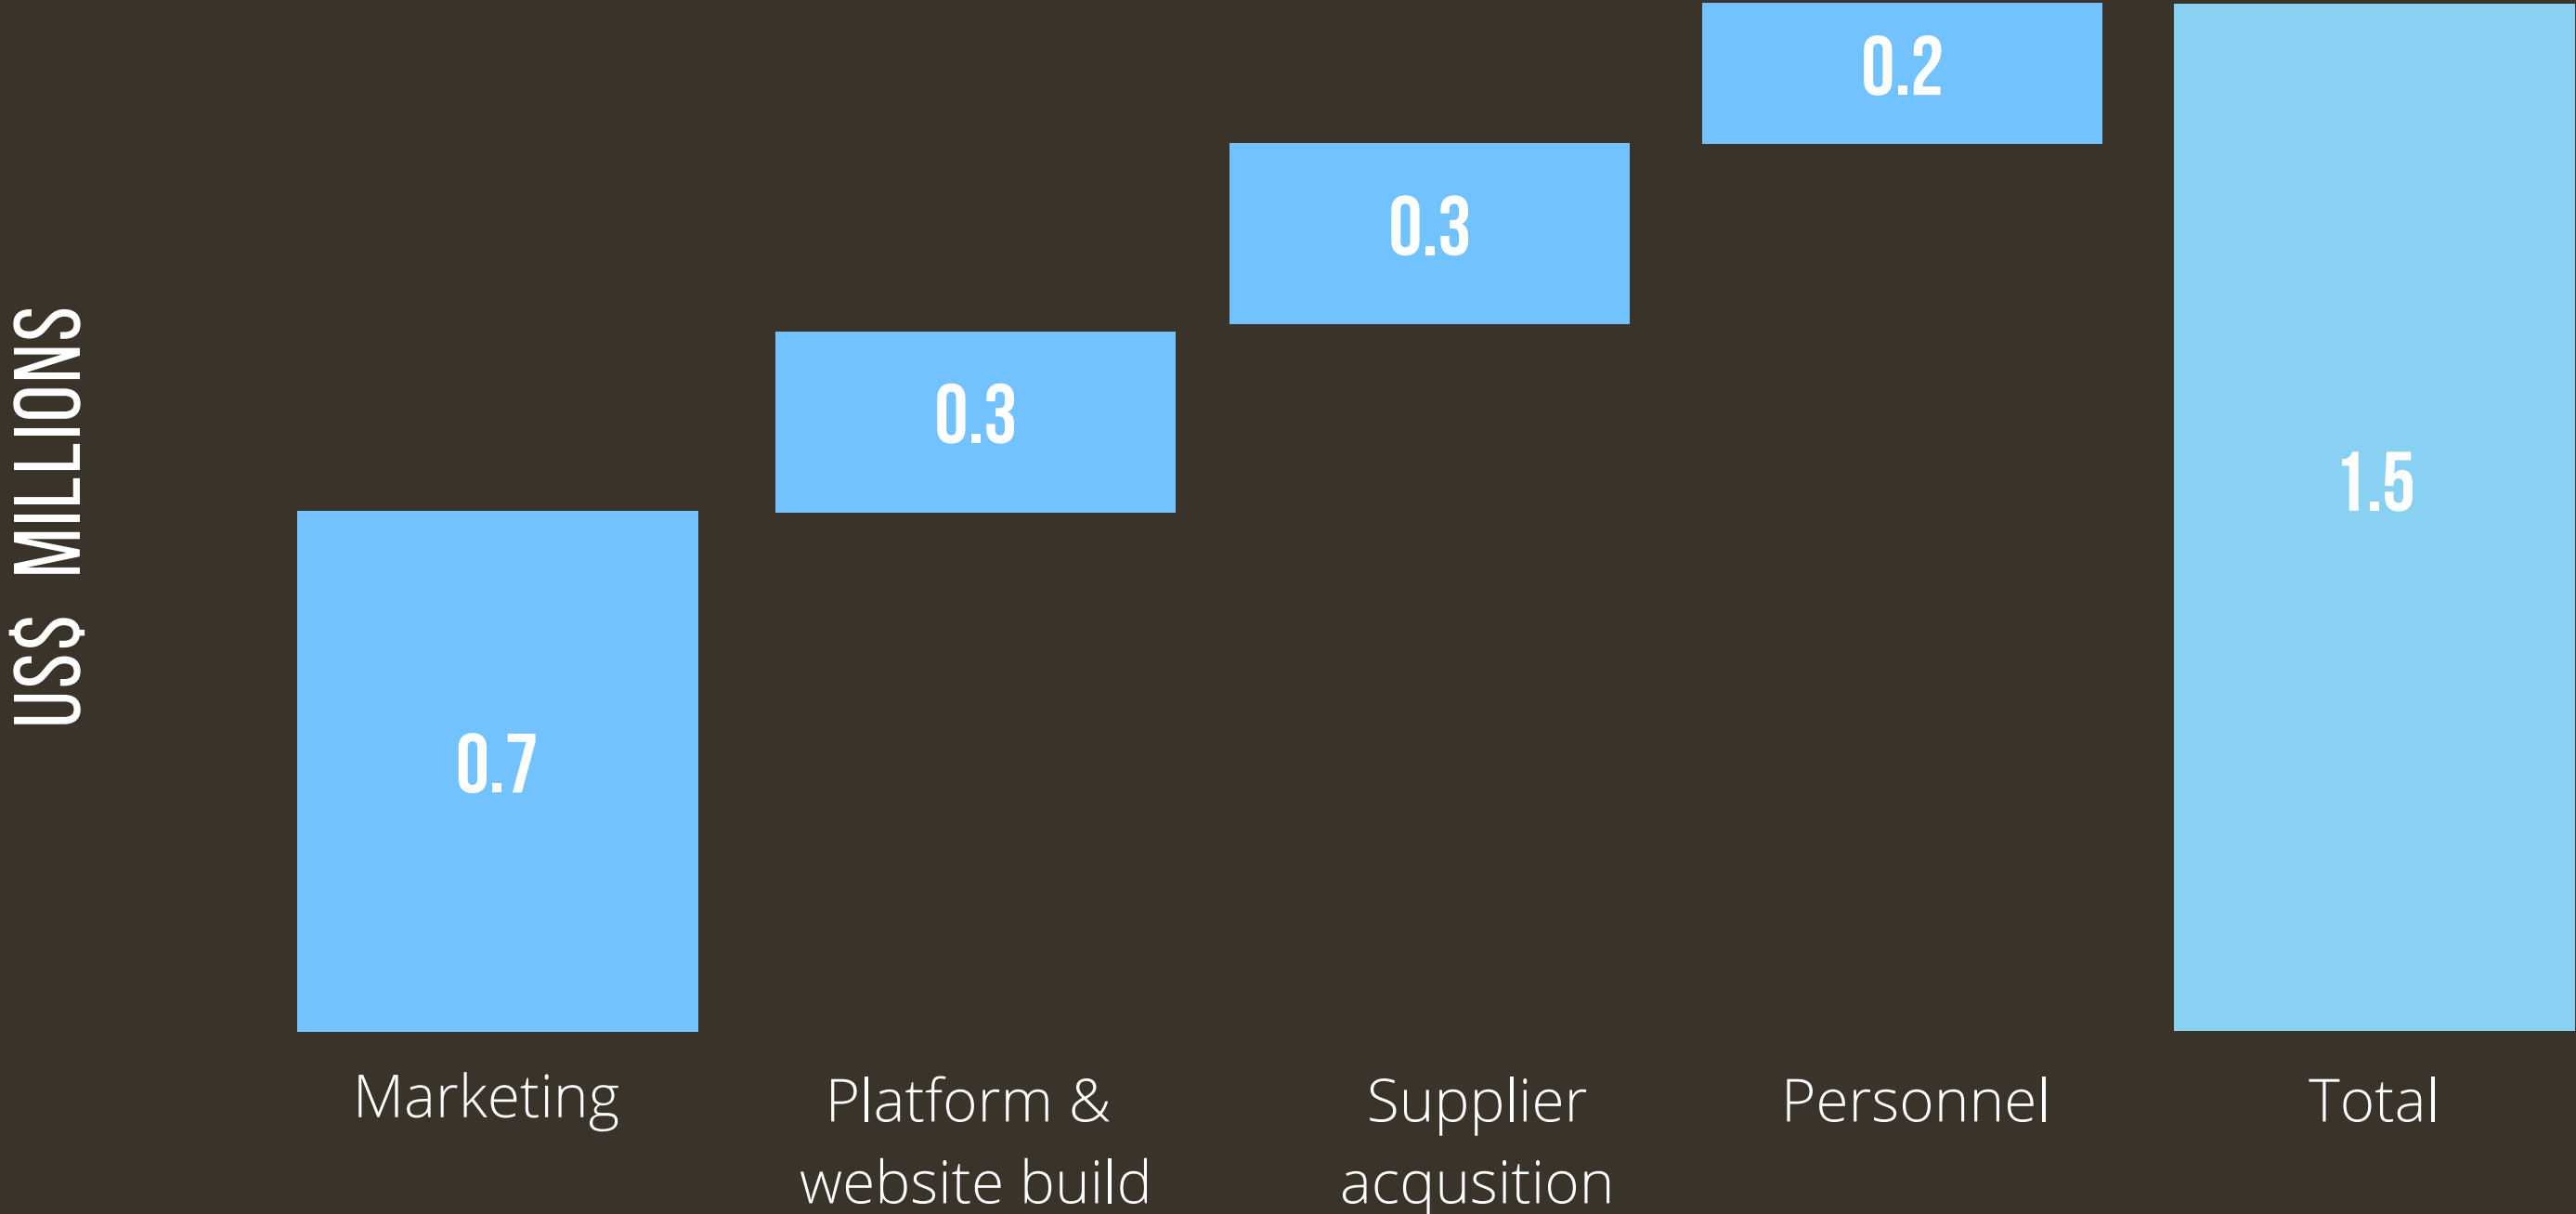 US$ MILLIONS
0.7
0.3
0.3
0.2
1.5
Marketing
Platform &
website build
Supplier
acqusition
Personnel
Total